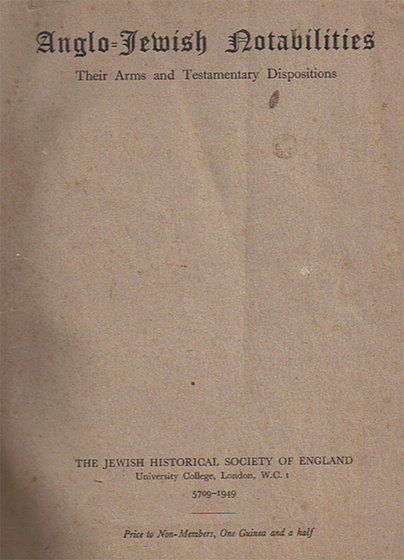 Anglo=Jewish Notabilities
Their Arms and Testamentary Dispositions
THE JEWISH HISTORICAL SOCIETY OF ENGLAND
University College, London, W.C. 1
5709–1949
Price to Non-Members, One Guinea and a half